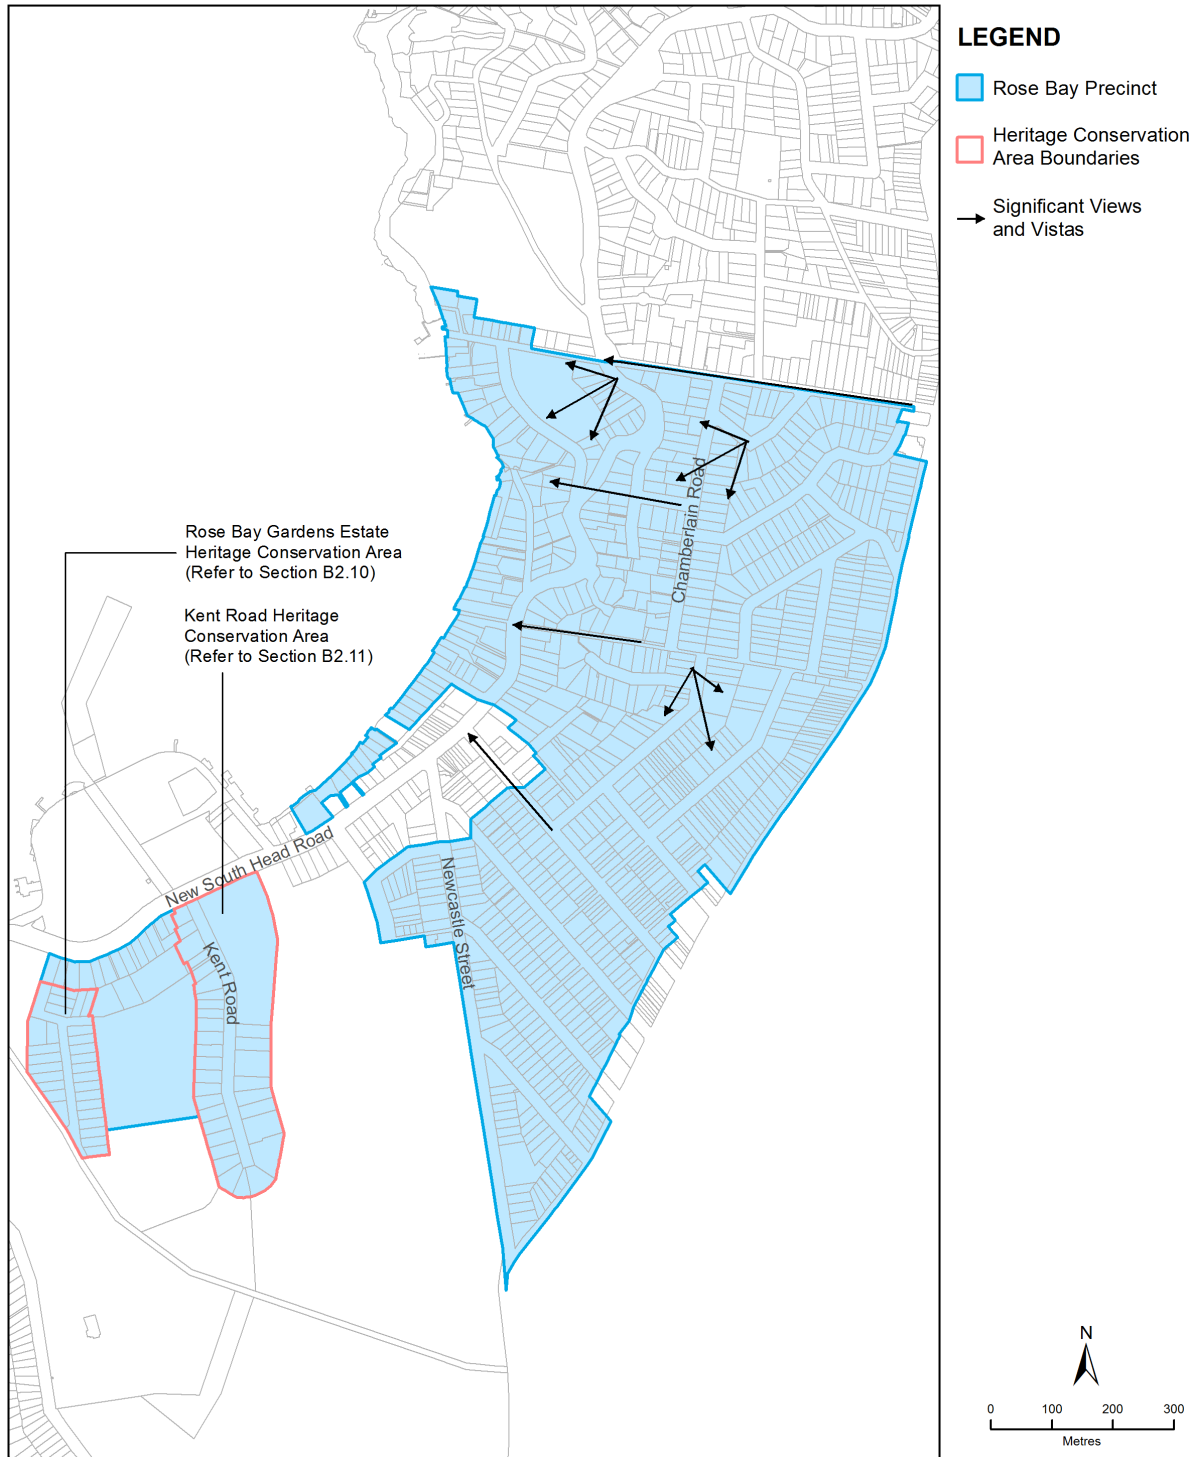 LEGEND
Rose Bay Precinct
Heritage Conservation
Area Boundaries
Significant Views
and Vistas
Rose Bay Gardens Estate
Heritage Conservation Area
(Refer to Section B2.10)
Kent Road Heritage
Conservation Area
(Refer to Section B2.11)
Chamberlain Road
New South Head Road
Newcastle Street
Kent Road
N
0 100 200 300
Metres